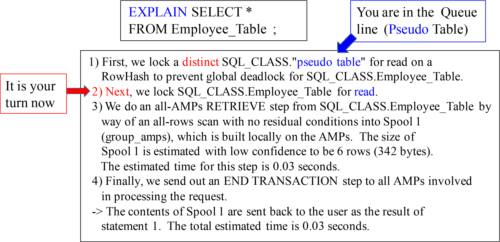 EXPLAIN SELECT *
FROM Employee_Table ;
You are in the Queue
line (Pseudo Table)
It is your
turn now
1) First, we lock a distinct SQL_CLASS."pseudo table" for read on a
RowHash to prevent global deadlock for SQL_CLASS.Employee_Table.
2) Next, we lock SQL_CLASS.Employee_Table for read.
3) We do an all-AMPs RETRIEVE step from SQL_CLASS.Employee_Table by
way of an all-rows scan with no residual conditions into Spool 1
(group_amps), which is built locally on the AMPs. The size of
Spool 1 is estimated with low confidence to be 6 rows (342 bytes).
The estimated time for this step is 0.03 seconds.
4) Finally, we send out an END TRANSACTION step to all AMPs involved
in processing the request.
-> The contents of Spool 1 are sent back to the user as the result of
statement 1. The total estimated time is 0.03 seconds.